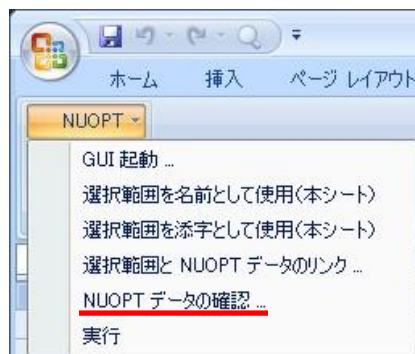 ホーム 挿入 ページ レイアウト
NUOPT
GUI 起動 ...
選択範囲を名前として使用(本シート)
選択範囲を添字として使用(本シート)
選択範囲と NUOPT データのリンク ...
NUOPT データの確認 ...
実行